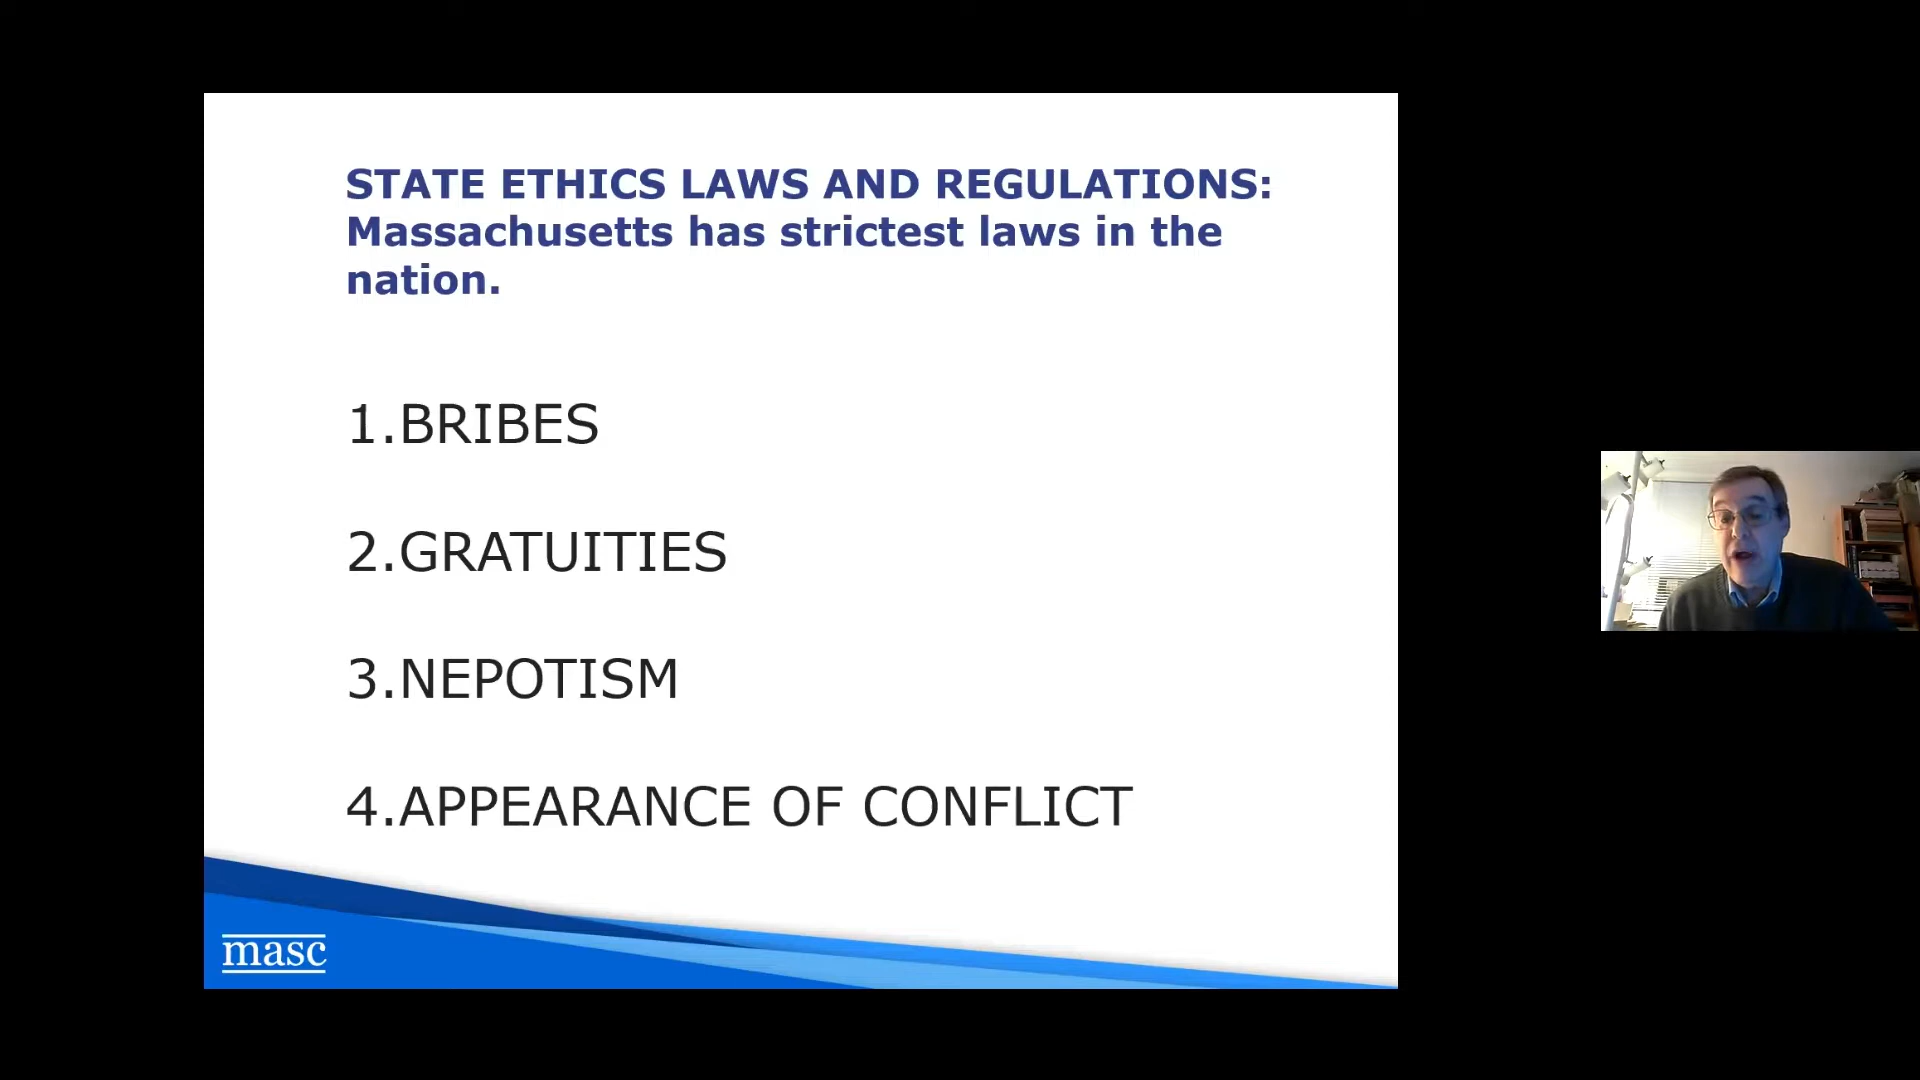 STATE ETHICS LAWS AND REGULATIONS:
Massachusetts has strictest laws in the
nation.
1.BRIBES
2.GRATUITIES
3.NEPOTISM
4.APPEARANCE OF CONFLICT
masc